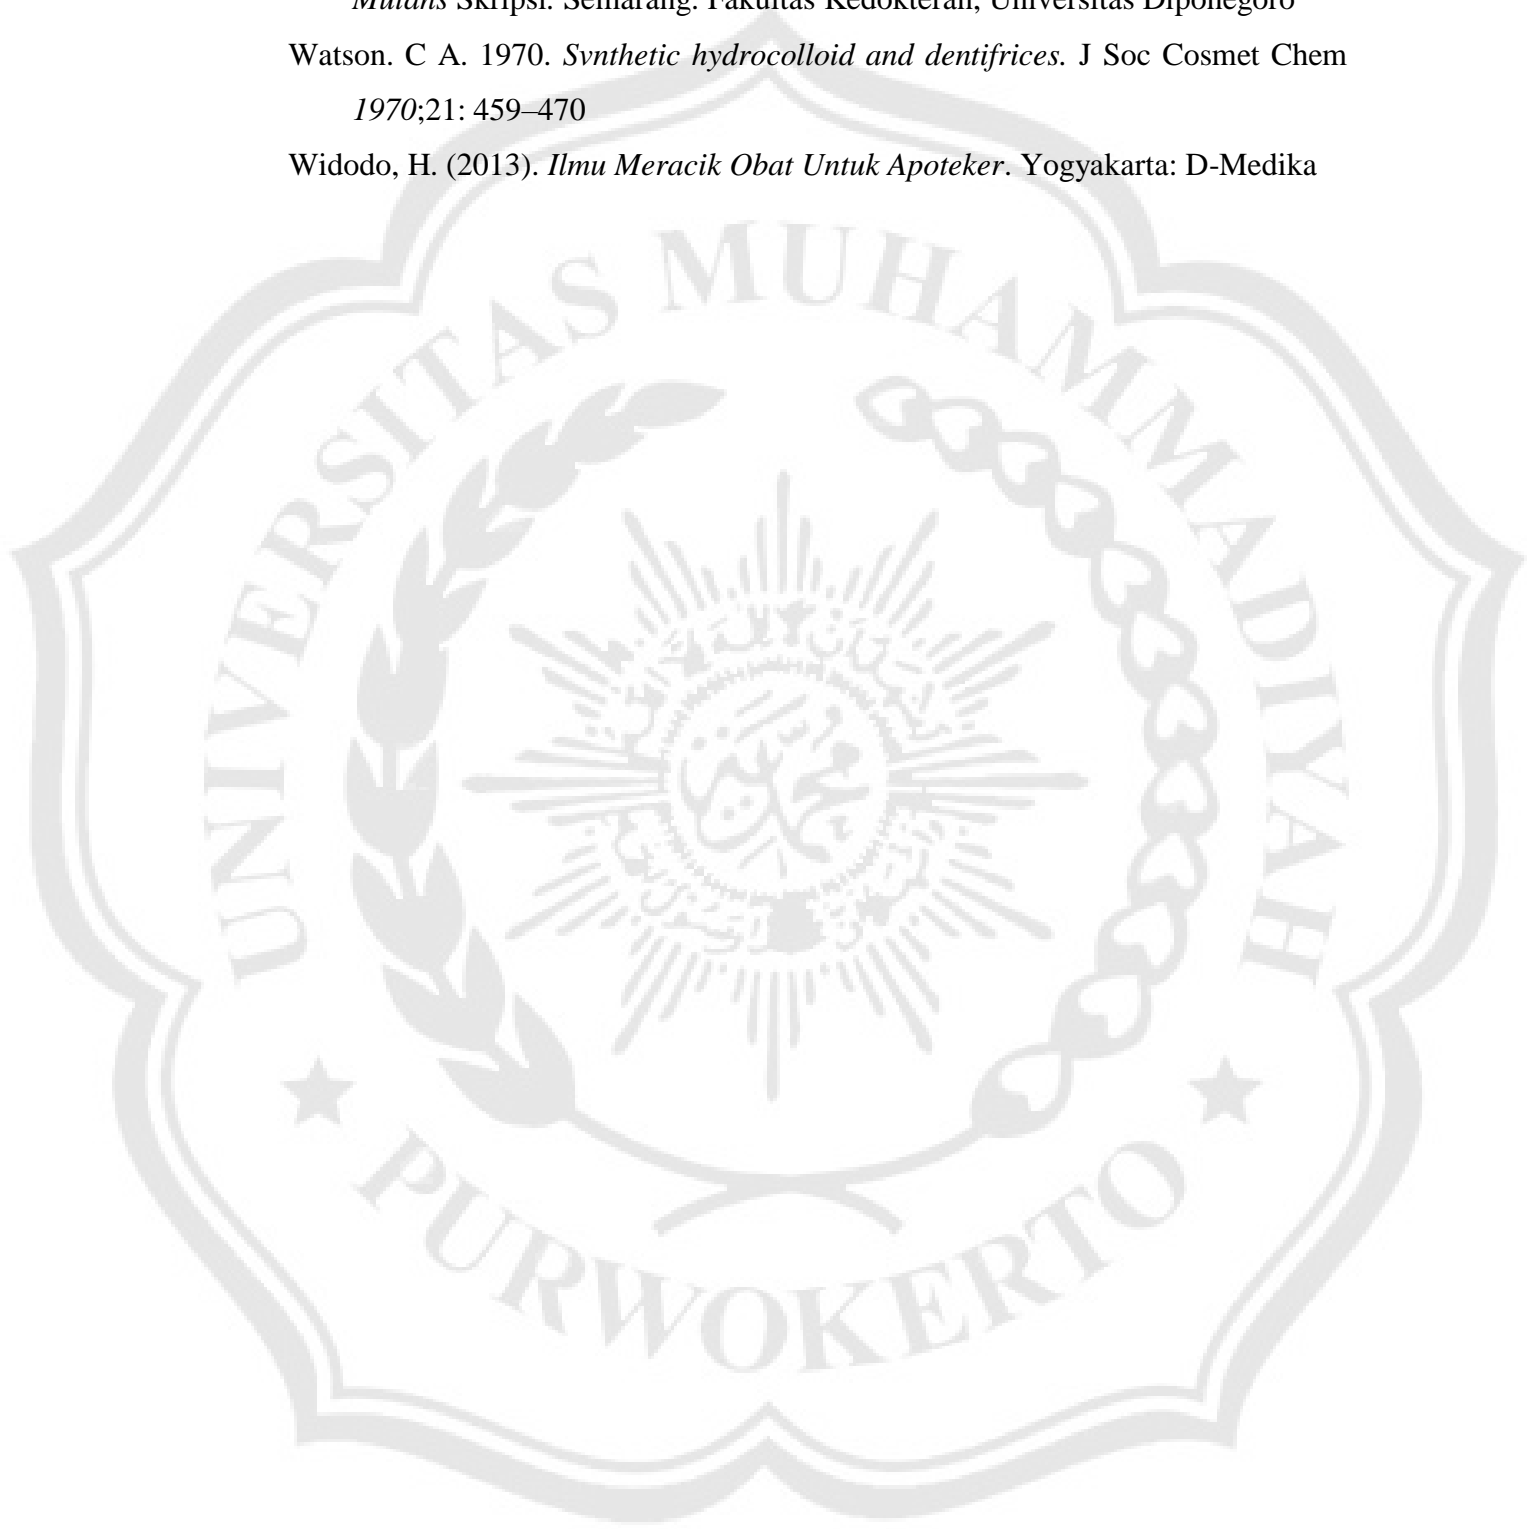 Mutans Skripsi. Semarang: Fakultas Kedokteran, Universitas Diponegoro
Watson. C A. 1970. Svnthetic hydrocolloid and dentifrices. J Soc Cosmet Chem
1970;21: 459–470
Widodo, H. (2013). Ilmu Meracik Obat Untuk Apoteker. Yogyakarta: D-Medika
UNIVERSITAS MUHAMMADIYAH
PURWOKERTO